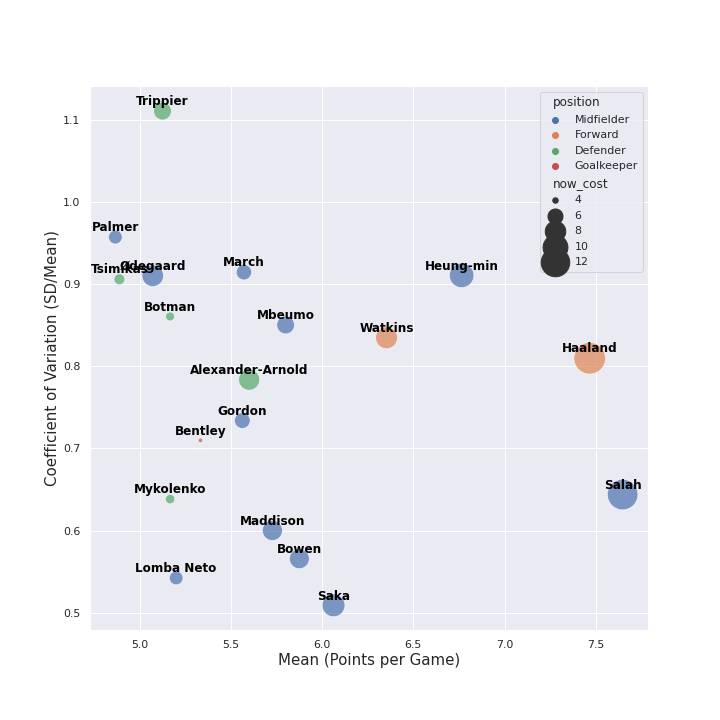 position
Midfielder
Forward
Defender
Goalkeeper
now_cost
4
6
8
10
12
Trippier
Palmer
Tsimikas
Ødegaard
March
Heung-min
Botman
Mbeumo
Watkins
Haaland
Alexander-Arnold
Gordon
Bentley
Mykolenko
Salah
Maddison
Bowen
Lomba Neto
Saka
1.1
1.0
0.9
0.8
0.7
0.6
0.5
Coefficient of Variation (SD/Mean)
5.0 5.5 6.0 6.5 7.0 7.5
Mean (Points per Game)